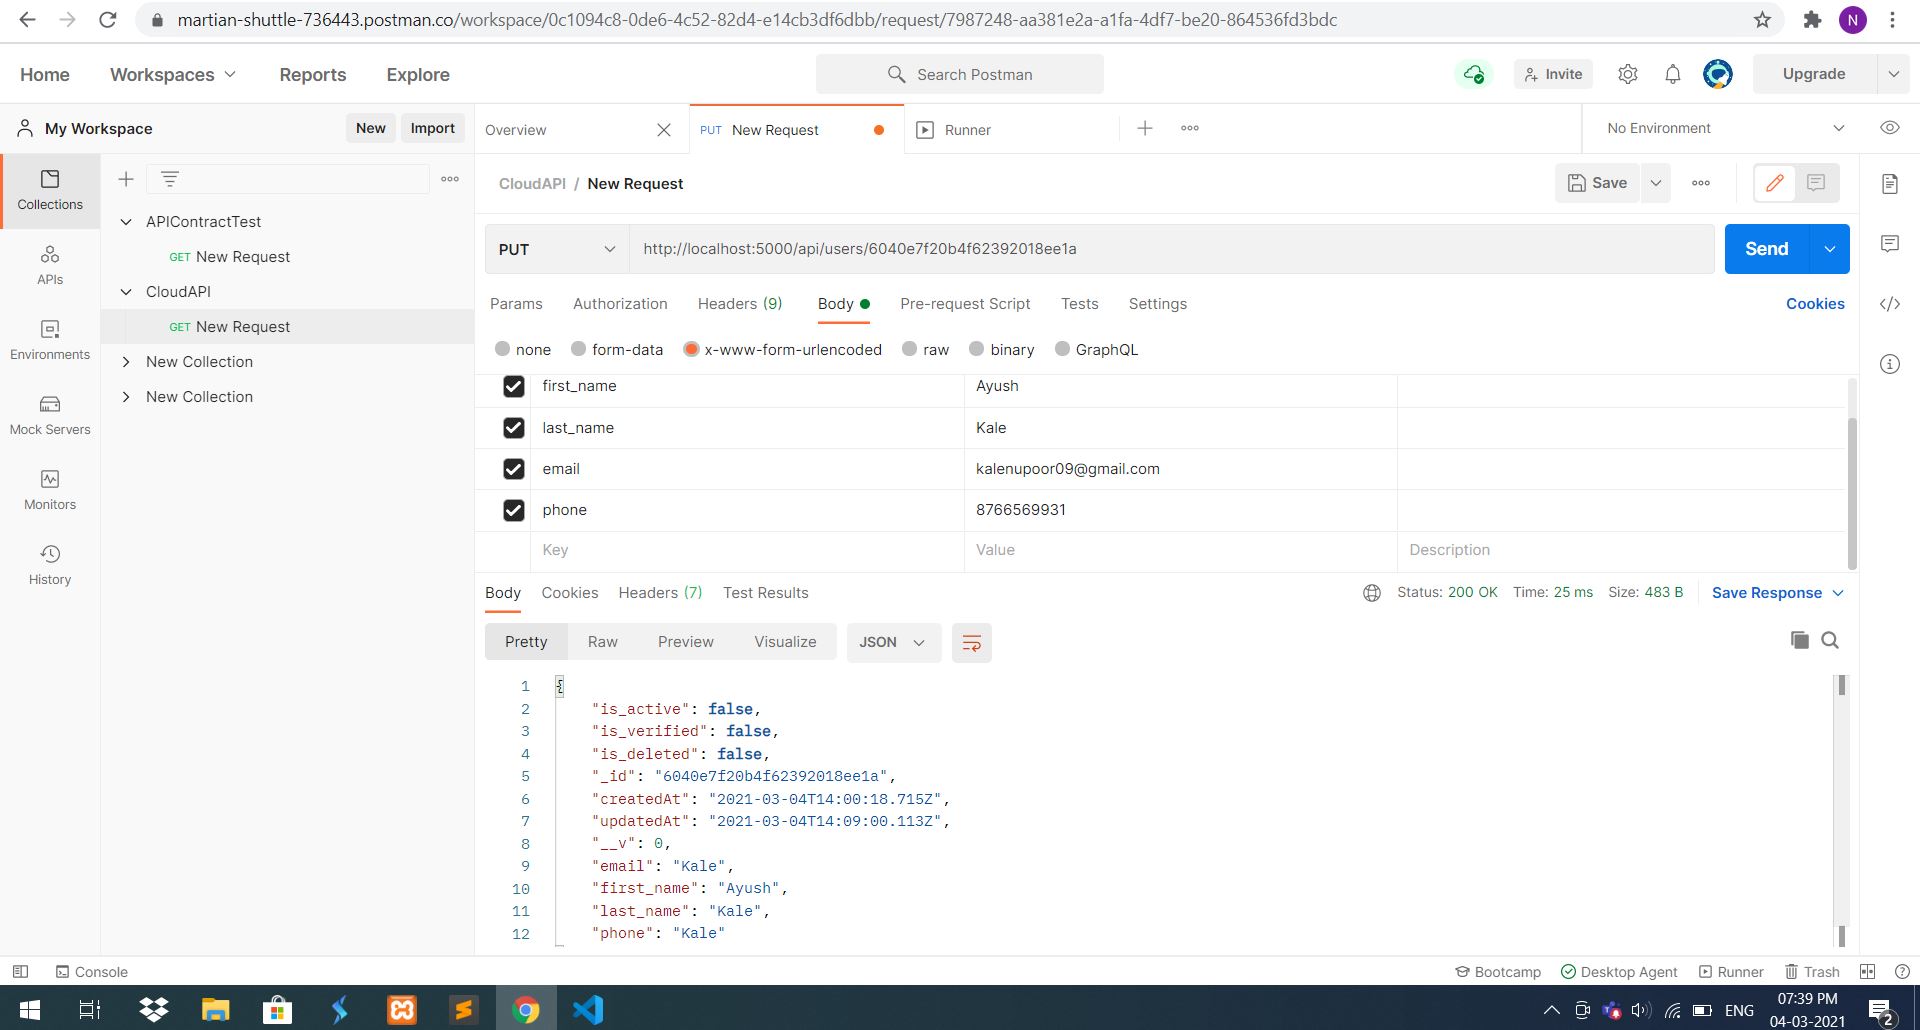 martian-shuttle-736443.postman.co/workspace/0c1094c8-0de6-4c52-82d4-e14cb3df6dbb/request/7987248-aa381e2a-a1fa-4df7-be20-864536fd3bdc
N
Home Workspaces Reports Explore Search Postman Invite Upgrade
My Workspace New Import
Overview PUT New Request Runner No Environment
Collections
APIs
Environments
Mock Servers
Monitors
History
APIContractTest
GET New Request
CloudAPI
GET New Request
New Collection
New Collection
CloudAPI / New Request Save
PUT http://localhost:5000/api/users/6040e7f20b4f62392018ee1a Send
Params Authorization Headers (9) Body Pre-request Script Tests Settings Cookies
none form-data x-www-form-urlencoded raw binary GraphQL
first_name Ayush
last_name Kale
email kalenupoor09@gmail.com
phone 8766569931
Key Value Description
Body Cookies Headers (7) Test Results Status: 200 OK Time: 25 ms Size: 483 B Save Response
Pretty Raw Preview Visualize JSON
1 {
2 "is_active": false,
3 "is_verified": false,
4 "is_deleted": false,
5 "_id": "6040e7f20b4f62392018ee1a",
6 "createdAt": "2021-03-04T14:00:18.715Z",
7 "updatedAt": "2021-03-04T14:09:00.113Z",
8 "__v": 0,
9 "email": "Kale",
10 "first_name": "Ayush",
11 "last_name": "Kale",
12 "phone": "Kale"
Console Bootcamp Desktop Agent Runner Trash
ENG 07:39 PM
04-03-2021 2